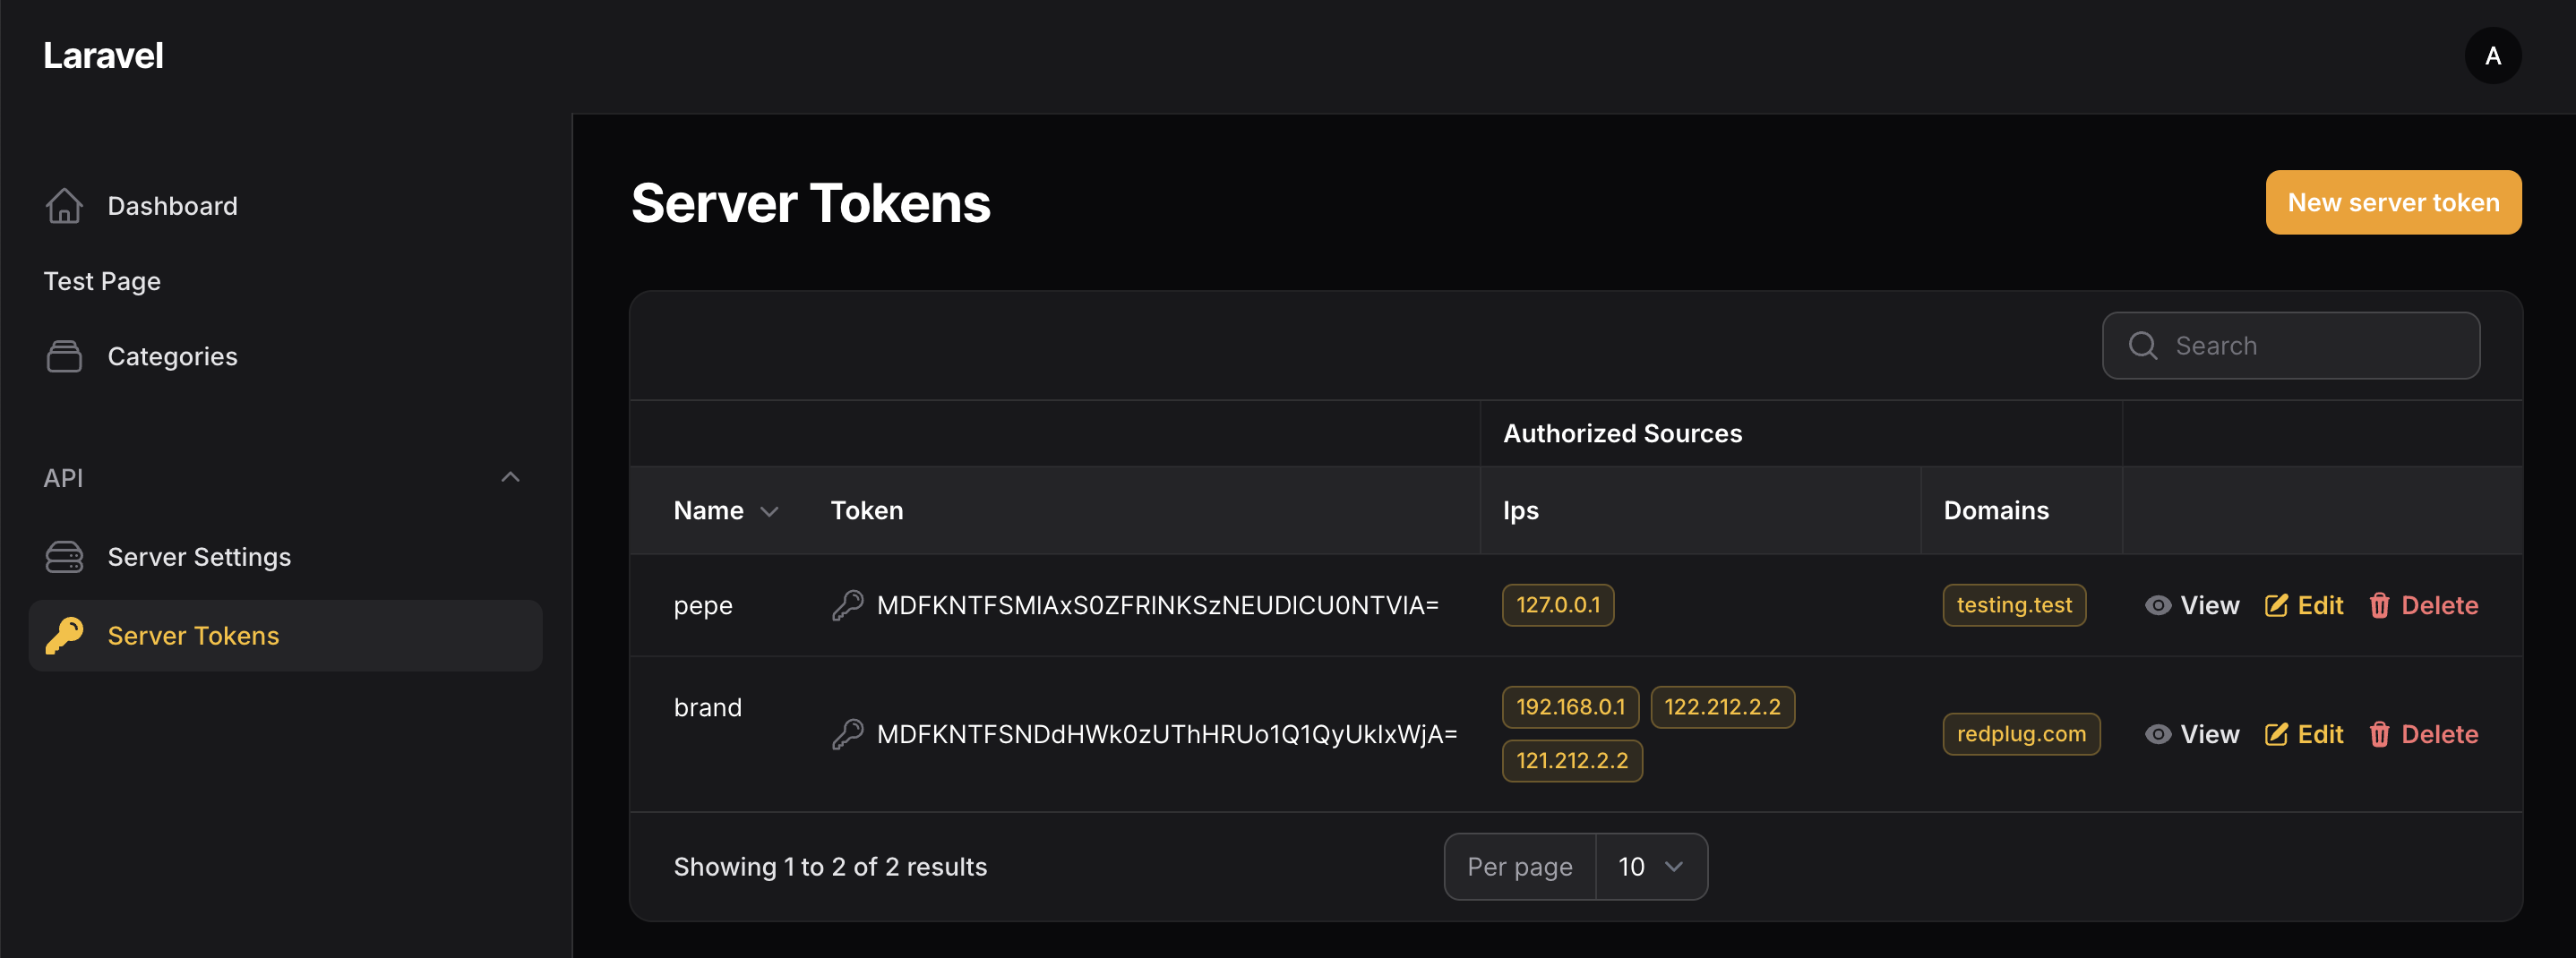 Laravel
A
Dashboard
Test Page
Categories
API
Server Settings
Server Tokens
Server Tokens
New server token
Search
Authorized Sources
Name Token Ips Domains
pepe MDFKNTFSMlAxS0ZFRlNKSzNEUDlCU0NTVlA= 127.0.0.1 testing.test View Edit Delete
brand MDFKNTFSNDdHWk0zUThHRUo1Q1QyUklxWjA= 192.168.0.1 122.212.2.2 redplug.com View Edit Delete
121.212.2.2
Showing 1 to 2 of 2 results Per page 10